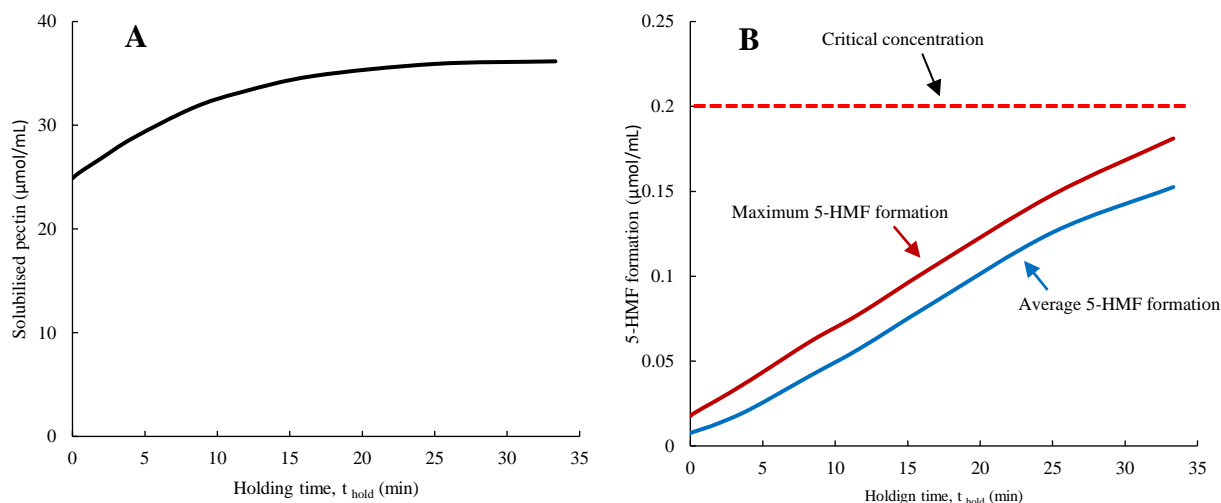 A
Solubilised pectin (µmol/mL)
40
30
20
10
0
0 5 10 15 20 25 30 35
Holding time, t hold (min)
B
5-HMF formation (µmol/mL)
0.25
0.2
0.15
0.1
0.05
0
Critical concentration
Maximum 5-HMF formation
Average 5-HMF formation
0 5 10 15 20 25 30 35
Holdign time, t hold (min)